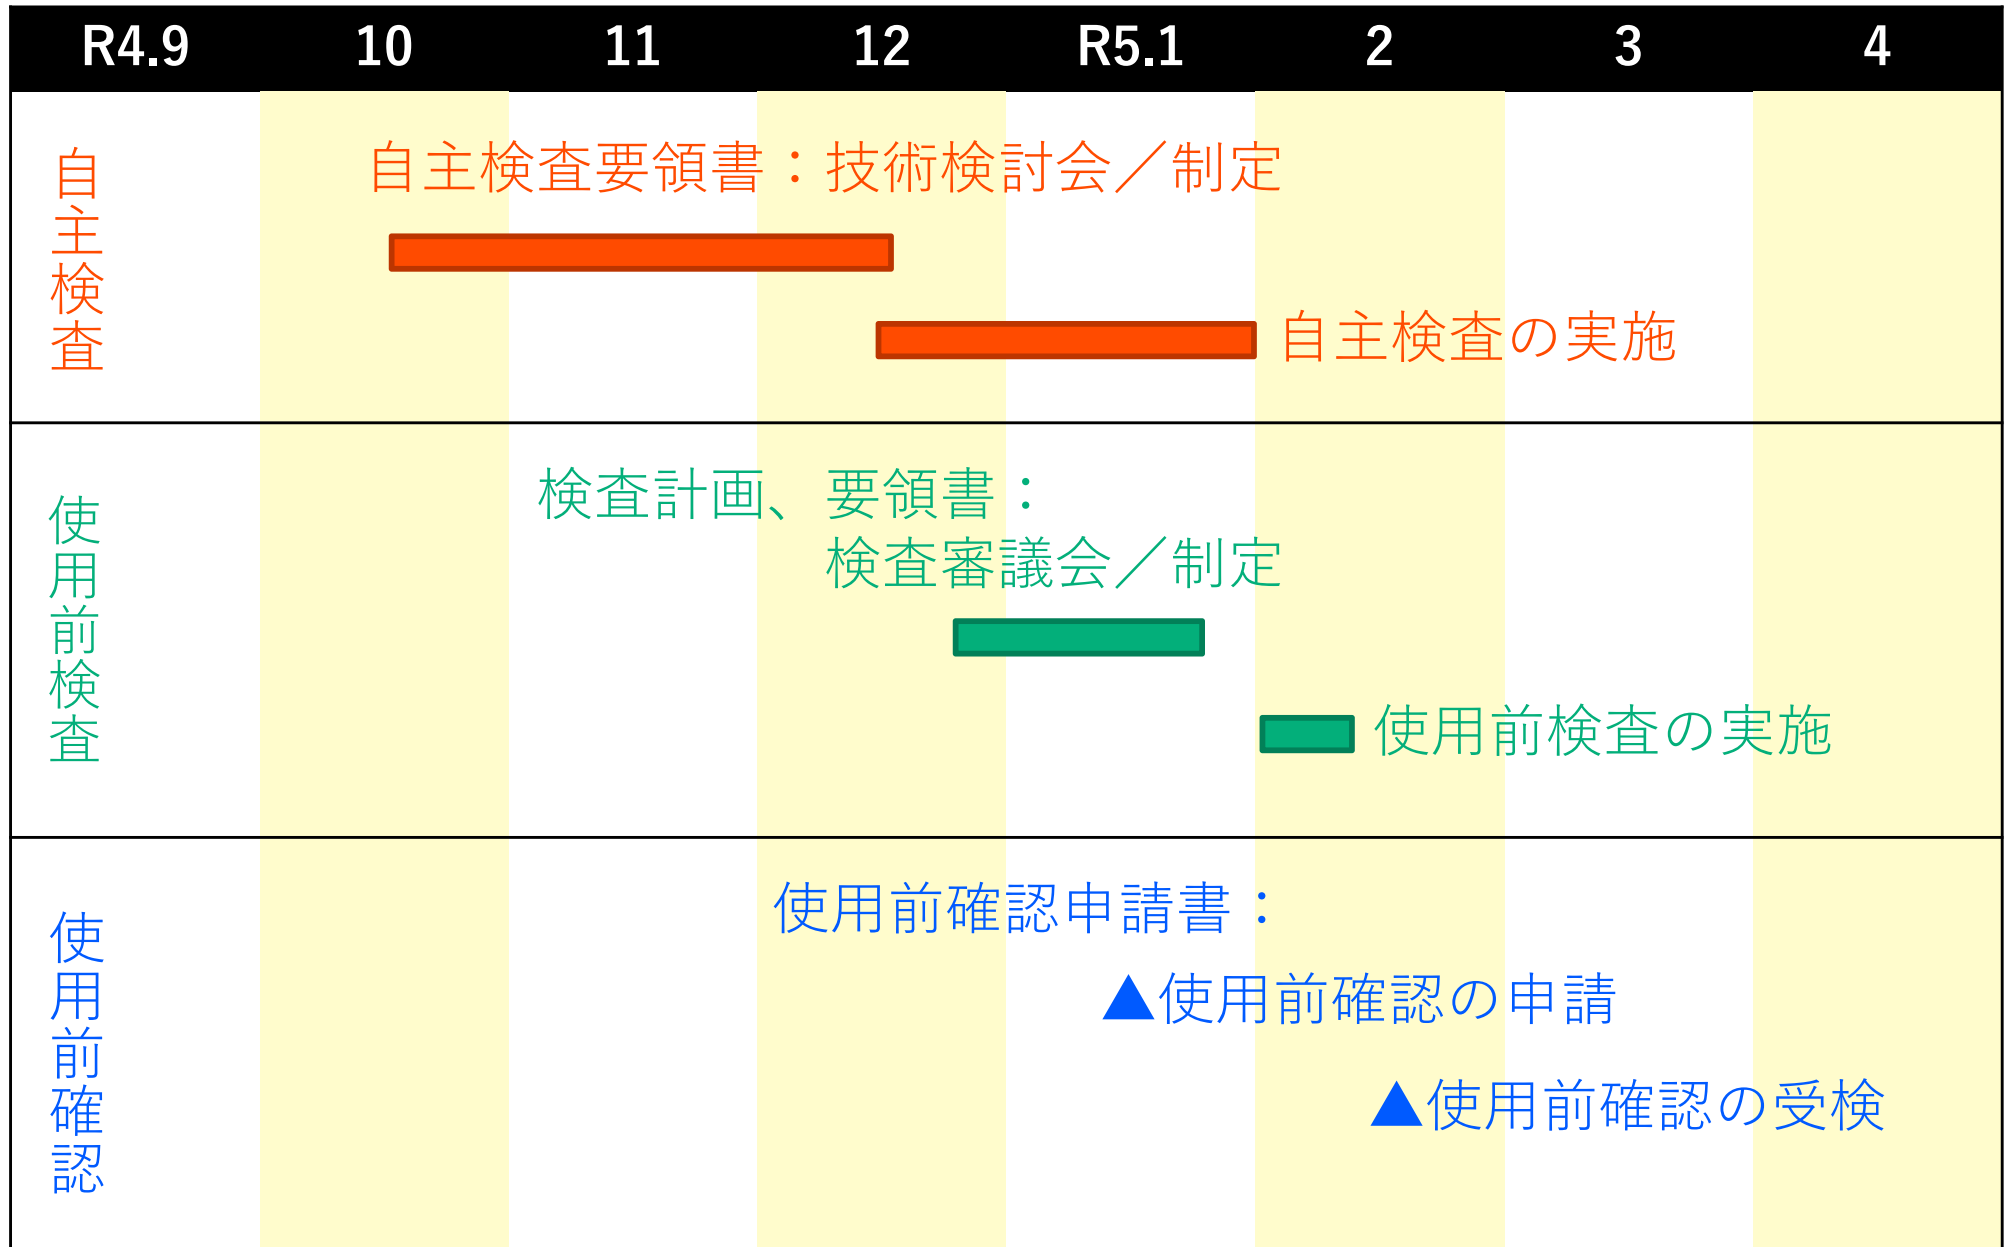 R4.9 10 11 12 R5.1 2 3 4
自主検査
自主検査要領書：技術検討会／制定
自主検査の実施
使用前検査
検査計画、要領書：
検査審議会／制定
使用前検査の実施
使用前確認
使用前確認申請書：
▲使用前確認の申請
▲使用前確認の受検